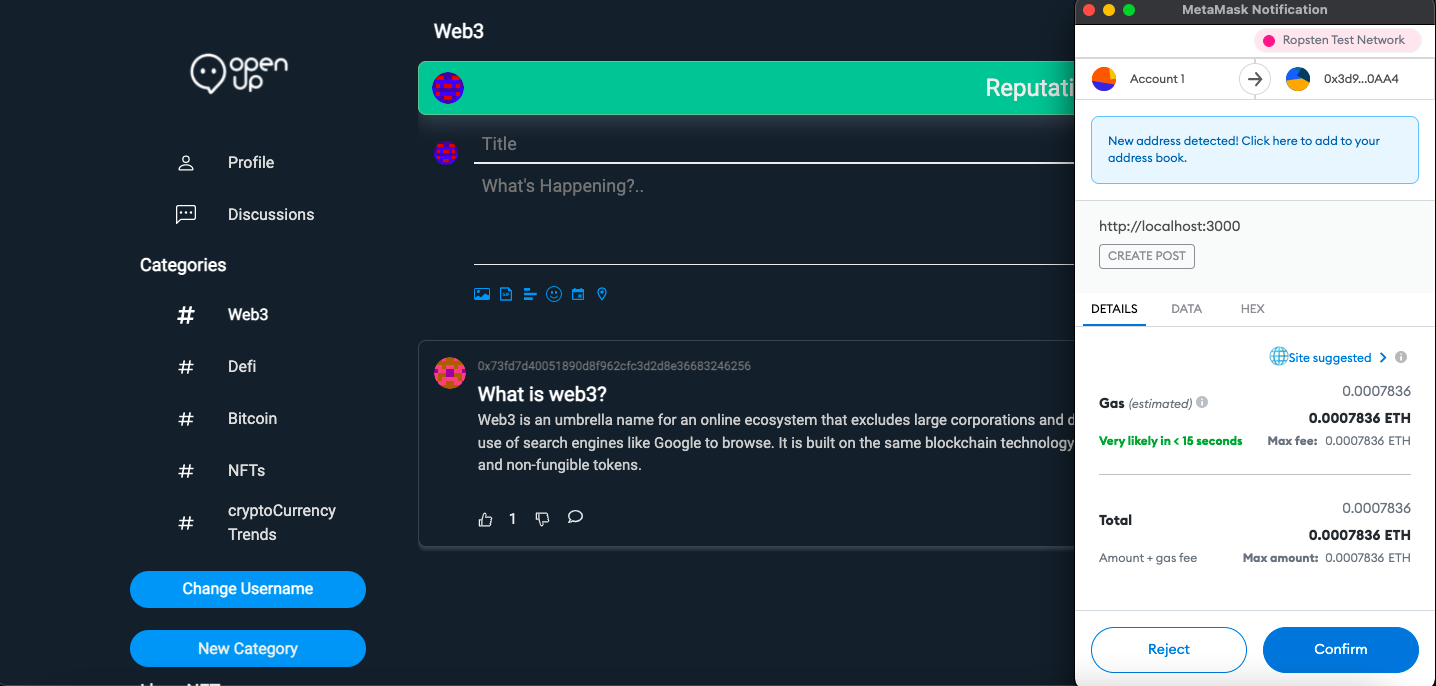 open
up
Profile
Discussions
Categories
# Web3
# Defi
# Bitcoin
# NFTs
# cryptoCurrency
Trends
Change Username
New Category
Web3
Title
What's Happening?..
0x73fd7d40051890d8f962cfc3d2d8e36683246256
What is web3?
Web3 is an umbrella name for an online ecosystem that excludes large corporations and
use of search engines like Google to browse. It is built on the same blockchain technology
and non-fungible tokens.
1
MetaMask Notification
Ropsten Test Network
Account 1
0x3d9...0AA4
New address detected! Click here to add to your
address book.
http://localhost:3000
CREATE POST
DETAILS DATA HEX
Site suggested
0.0007836
Gas (estimated) 0.0007836 ETH
Very likely in < 15 seconds Max fee: 0.0007836 ETH
0.0007836
Total 0.0007836 ETH
Amount + gas fee Max amount: 0.0007836 ETH
Reject Confirm